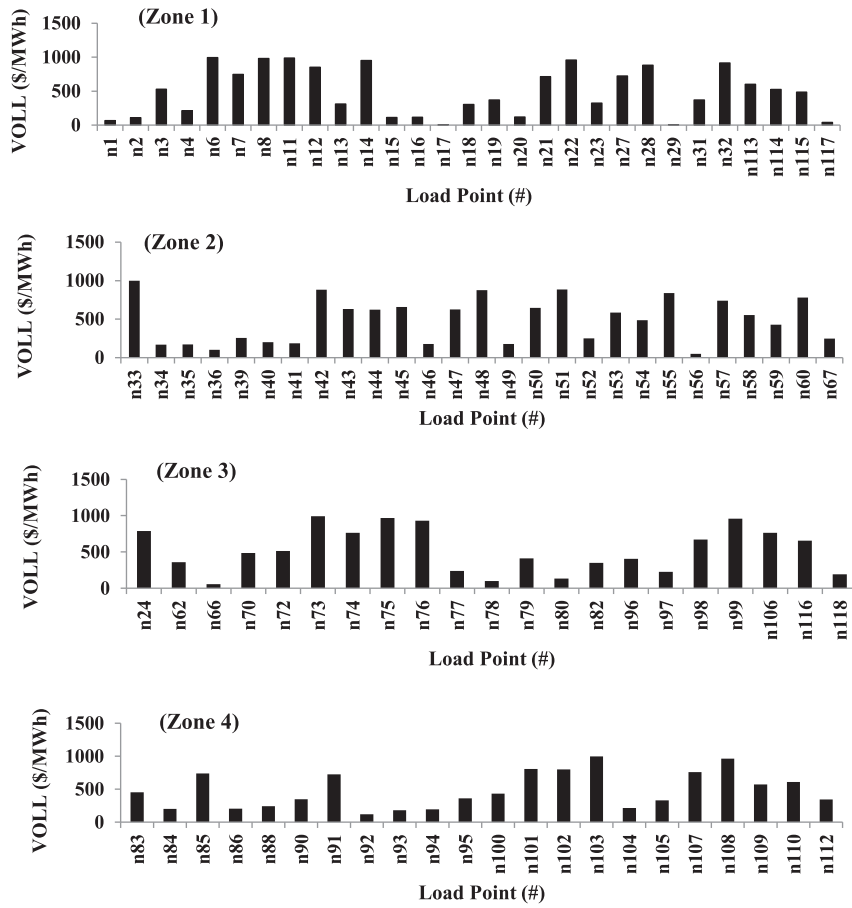 (Zone 1)
VOLL ($/MWh)
1500
1000
500
0
n1 n2 n3 n4 n6 n7 n8 n11 n12 n13 n14 n15 n16 n17 n18 n19 n20 n21 n22 n23 n27 n28 n29 n31 n32 n113 n114 n115 n117
Load Point (#)
(Zone 2)
VOLL ($/MWh)
1500
1000
500
0
n33 n34 n35 n36 n39 n40 n41 n42 n43 n44 n45 n46 n47 n48 n49 n50 n51 n52 n53 n54 n55 n56 n57 n58 n59 n60 n67
Load Point (#)
(Zone 3)
VOLL ($/MWh)
1500
1000
500
0
n24 n62 n66 n70 n72 n73 n74 n75 n76 n77 n78 n79 n80 n82 n96 n97 n98 n99 n106 n116 n118
Load Point (#)
(Zone 4)
VOLL ($/MWh)
1500
1000
500
0
n83 n84 n85 n86 n88 n90 n91 n92 n93 n94 n95 n100 n101 n102 n103 n104 n105 n107 n108 n109 n110 n112
Load Point (#)